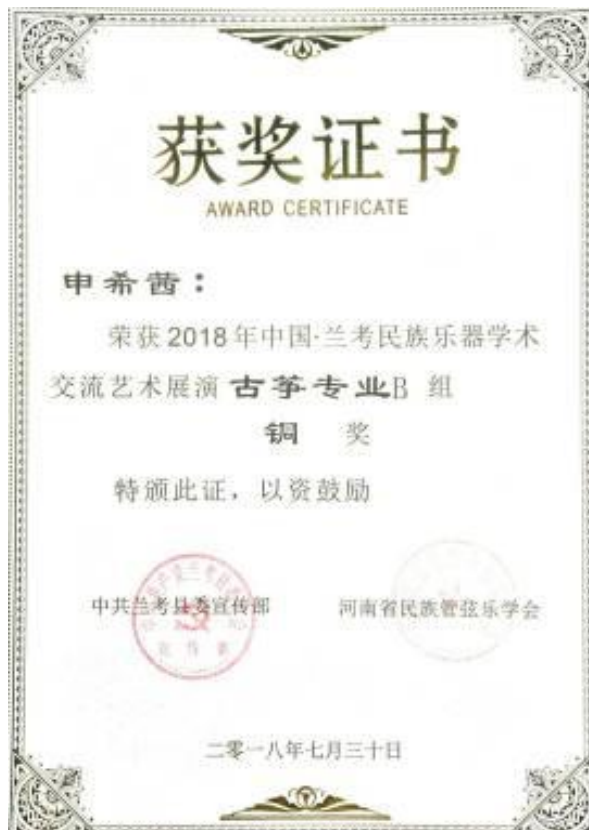 获奖证书
AWARD CERTIFICATE
申希茜：
荣获2018年中国·兰考民族乐器学术
交流艺术展演 古筝专业B 组
铜 奖
特颁此证，以资鼓励
中共兰考县委宣传部 河南省民族管弦乐学会
二零一八年七月三十日